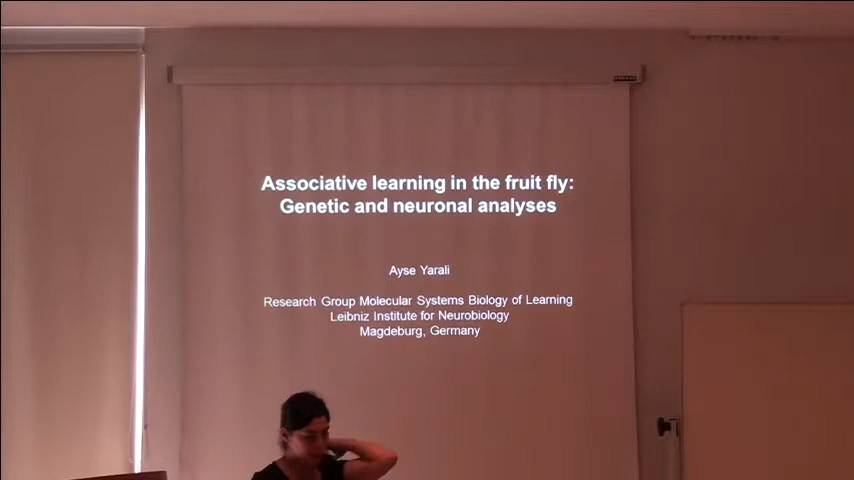 Associative learning in the fruit fly:
Genetic and neuronal analyses
Ayse Yarali
Research Group Molecular Systems Biology of Learning
Leibniz Institute for Neurobiology
Magdeburg, Germany